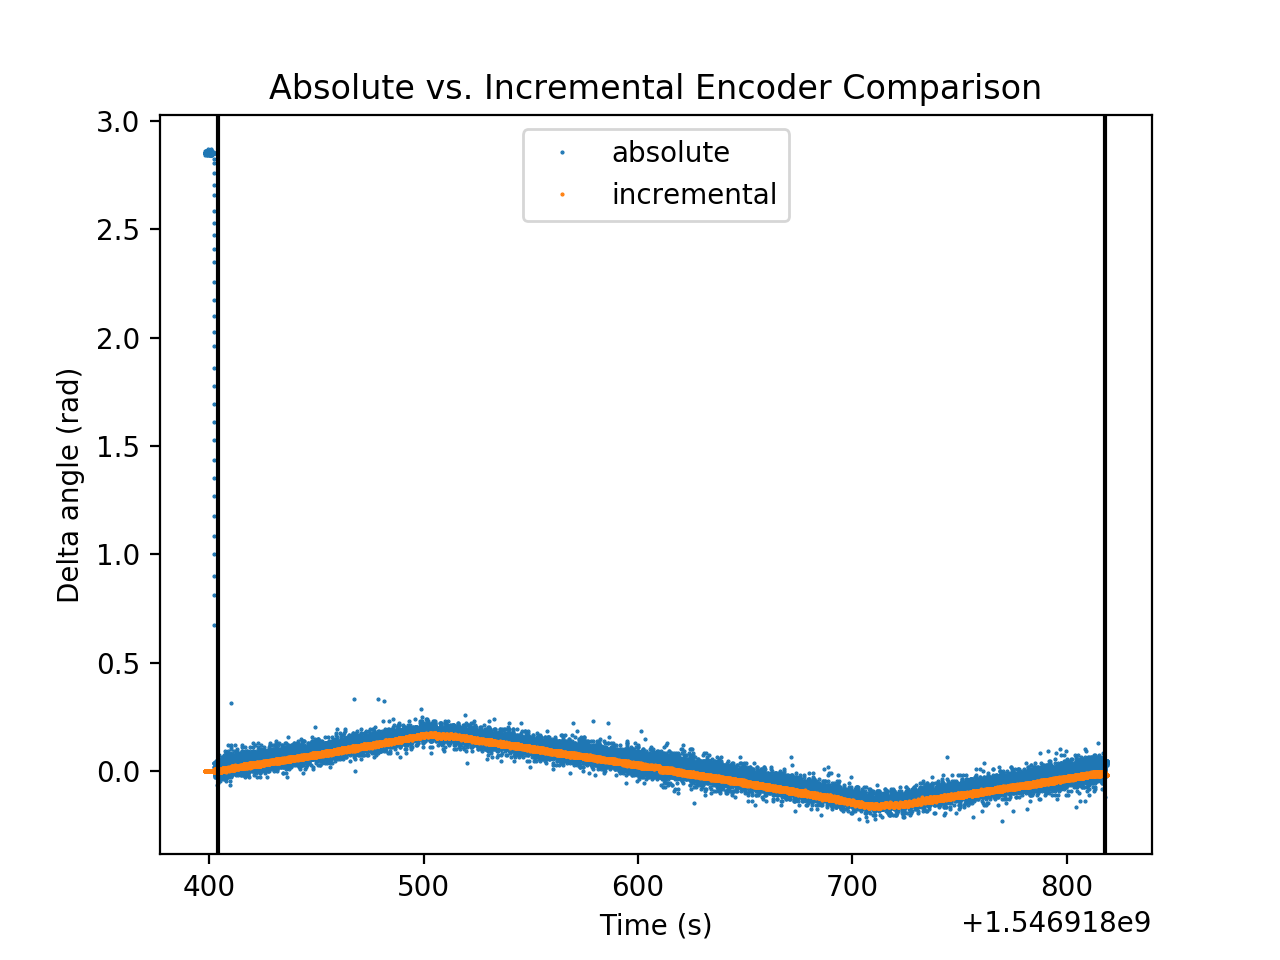 Absolute vs. Incremental Encoder Comparison
absolute
incremental
Delta angle (rad)
3.0
2.5
2.0
1.5
1.0
0.5
0.0
400 500 600 700 800
Time (s)
+1.546918e9